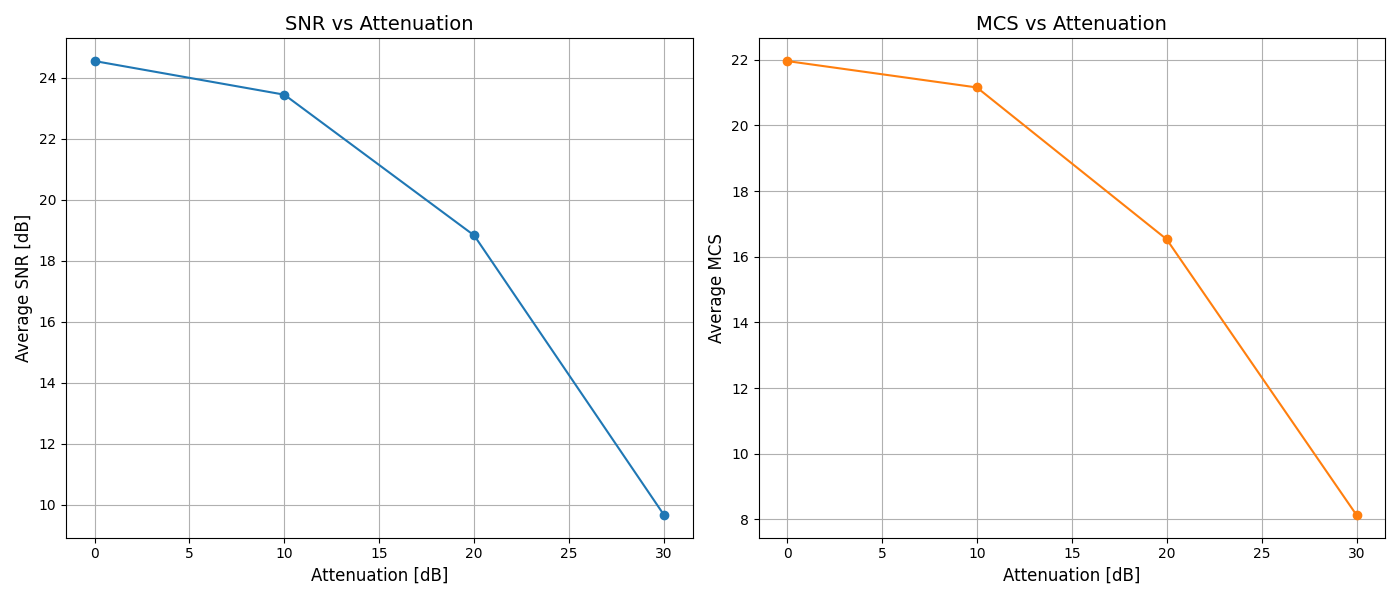 SNR vs Attenuation
24
22
20
18
16
14
12
10
Average SNR [dB]
0 5 10 15 20 25 30
Attenuation [dB]
MCS vs Attenuation
22
20
18
16
14
12
10
8
Average MCS
0 5 10 15 20 25 30
Attenuation [dB]